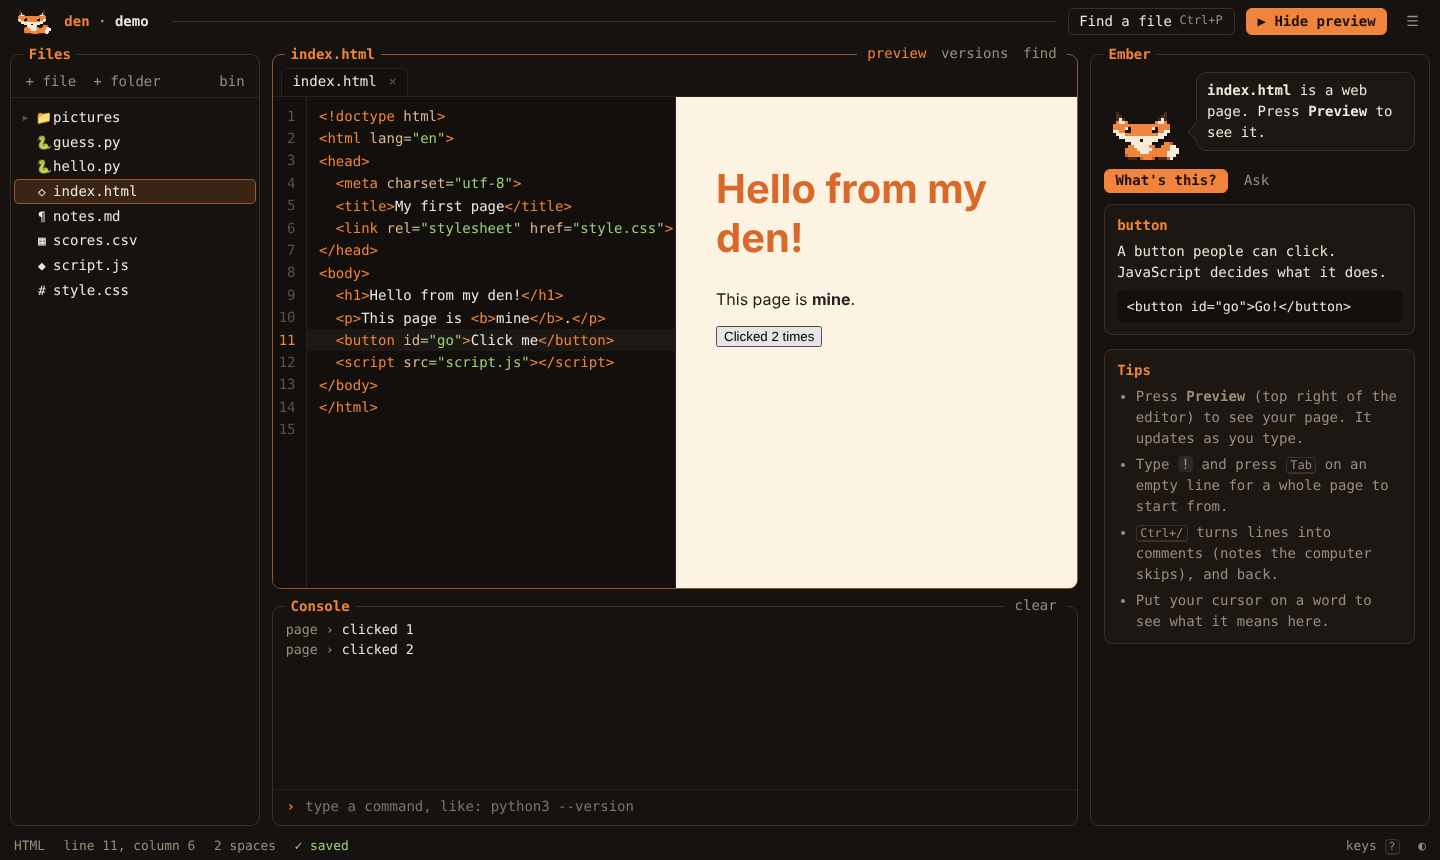 den · demo
Find a file Ctrl+P
▶ Hide preview
☰
Files
+ file + folder bin
▸ pictures
guess.py
hello.py
◇ index.html
¶ notes.md
▦ scores.csv
◆ script.js
# style.css
index.html
preview versions find
index.html ×
1 <!doctype html>
2 <html lang="en">
3 <head>
4 <meta charset="utf-8">
5 <title>My first page</title>
6 <link rel="stylesheet" href="style.css">
7 </head>
8 <body>
9 <h1>Hello from my den!</h1>
10 <p>This page is <b>mine</b>.</p>
11 <button id="go">Click me</button>
12 <script src="script.js"></script>
13 </body>
14 </html>
15
Hello from my
den!
This page is mine.
Clicked 2 times
Console
clear
page › clicked 1
page › clicked 2
› type a command, like: python3 --version
Ember
index.html is a web
page. Press Preview to
see it.
What's this? Ask
button
A button people can click.
JavaScript decides what it does.
<button id="go">Go!</button>
Tips
• Press Preview (top right of the
editor) to see your page. It
updates as you type.
• Type ! and press Tab on an
empty line for a whole page to
start from.
• Ctrl+/ turns lines into
comments (notes the computer
skips), and back.
• Put your cursor on a word to
see what it means here.
HTML line 11, column 6 2 spaces ✓ saved
keys ? ◐